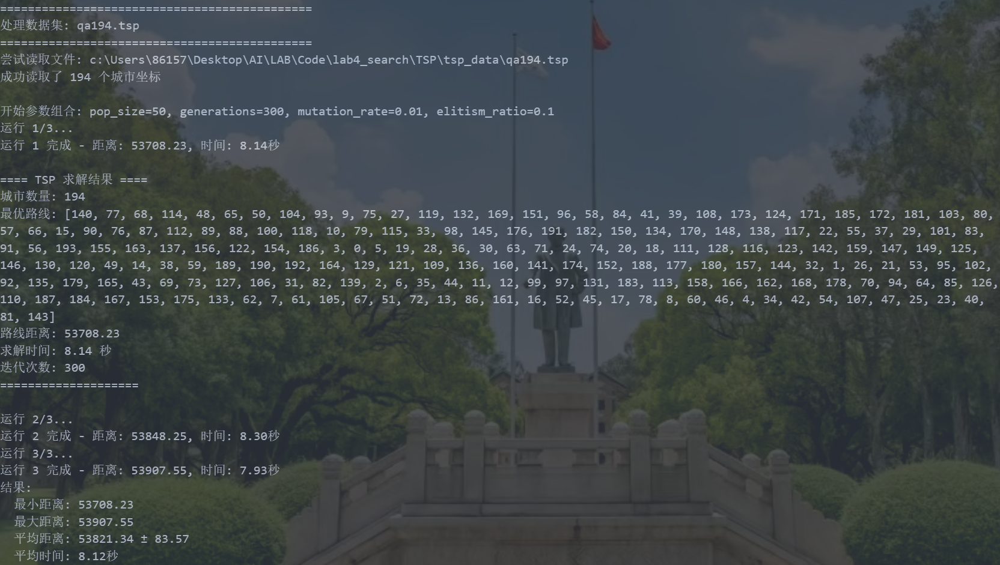 =============================================
处理数据集: qa194.tsp
=============================================
尝试读取文件: c:\Users\86157\Desktop\AI\LAB\Code\lab4_search\TSP\tsp_data\qa194.tsp
成功读取了 194 个城市坐标
开始参数组合: pop_size=50, generations=300, mutation_rate=0.01, elitism_ratio=0.1
运行 1/3...
运行 1 完成 - 距离: 53708.23, 时间: 8.14秒
==== TSP 求解结果 ====
城市数量: 194
最优路线: [140, 77, 68, 114, 48, 65, 50, 104, 93, 9, 75, 27, 119, 132, 169, 151, 96, 58, 84, 41, 39, 108, 173, 124, 171, 185, 172, 181, 103, 80,
57, 66, 15, 90, 76, 87, 112, 89, 88, 100, 118, 10, 79, 115, 33, 98, 145, 176, 191, 182, 150, 134, 170, 148, 138, 117, 22, 55, 37, 29, 101, 83,
91, 56, 193, 155, 163, 137, 156, 122, 154, 186, 3, 0, 5, 19, 28, 36, 30, 63, 71, 24, 74, 20, 18, 111, 128, 116, 123, 142, 159, 147, 149, 125,
146, 130, 120, 49, 14, 38, 59, 189, 190, 192, 164, 129, 121, 109, 136, 160, 141, 174, 152, 188, 177, 180, 157, 144, 32, 1, 26, 21, 53, 95, 102,
92, 135, 179, 165, 43, 69, 73, 127, 106, 31, 82, 139, 2, 6, 35, 44, 11, 12, 99, 97, 131, 183, 113, 158, 166, 162, 168, 178, 70, 94, 64, 85, 126,
110, 187, 184, 167, 153, 175, 133, 62, 7, 61, 105, 67, 51, 72, 13, 86, 161, 16, 52, 45, 17, 78, 8, 60, 46, 4, 34, 42, 54, 107, 47, 25, 23, 40,
81, 143]
路线距离: 53708.23
求解时间: 8.14 秒
迭代次数: 300
====================
运行 2/3...
运行 2 完成 - 距离: 53848.25, 时间: 8.30秒
运行 3/3...
运行 3 完成 - 距离: 53907.55, 时间: 7.93秒
结果:
最小距离: 53708.23
最大距离: 53907.55
平均距离: 53821.34 ± 83.57
平均时间: 8.12秒